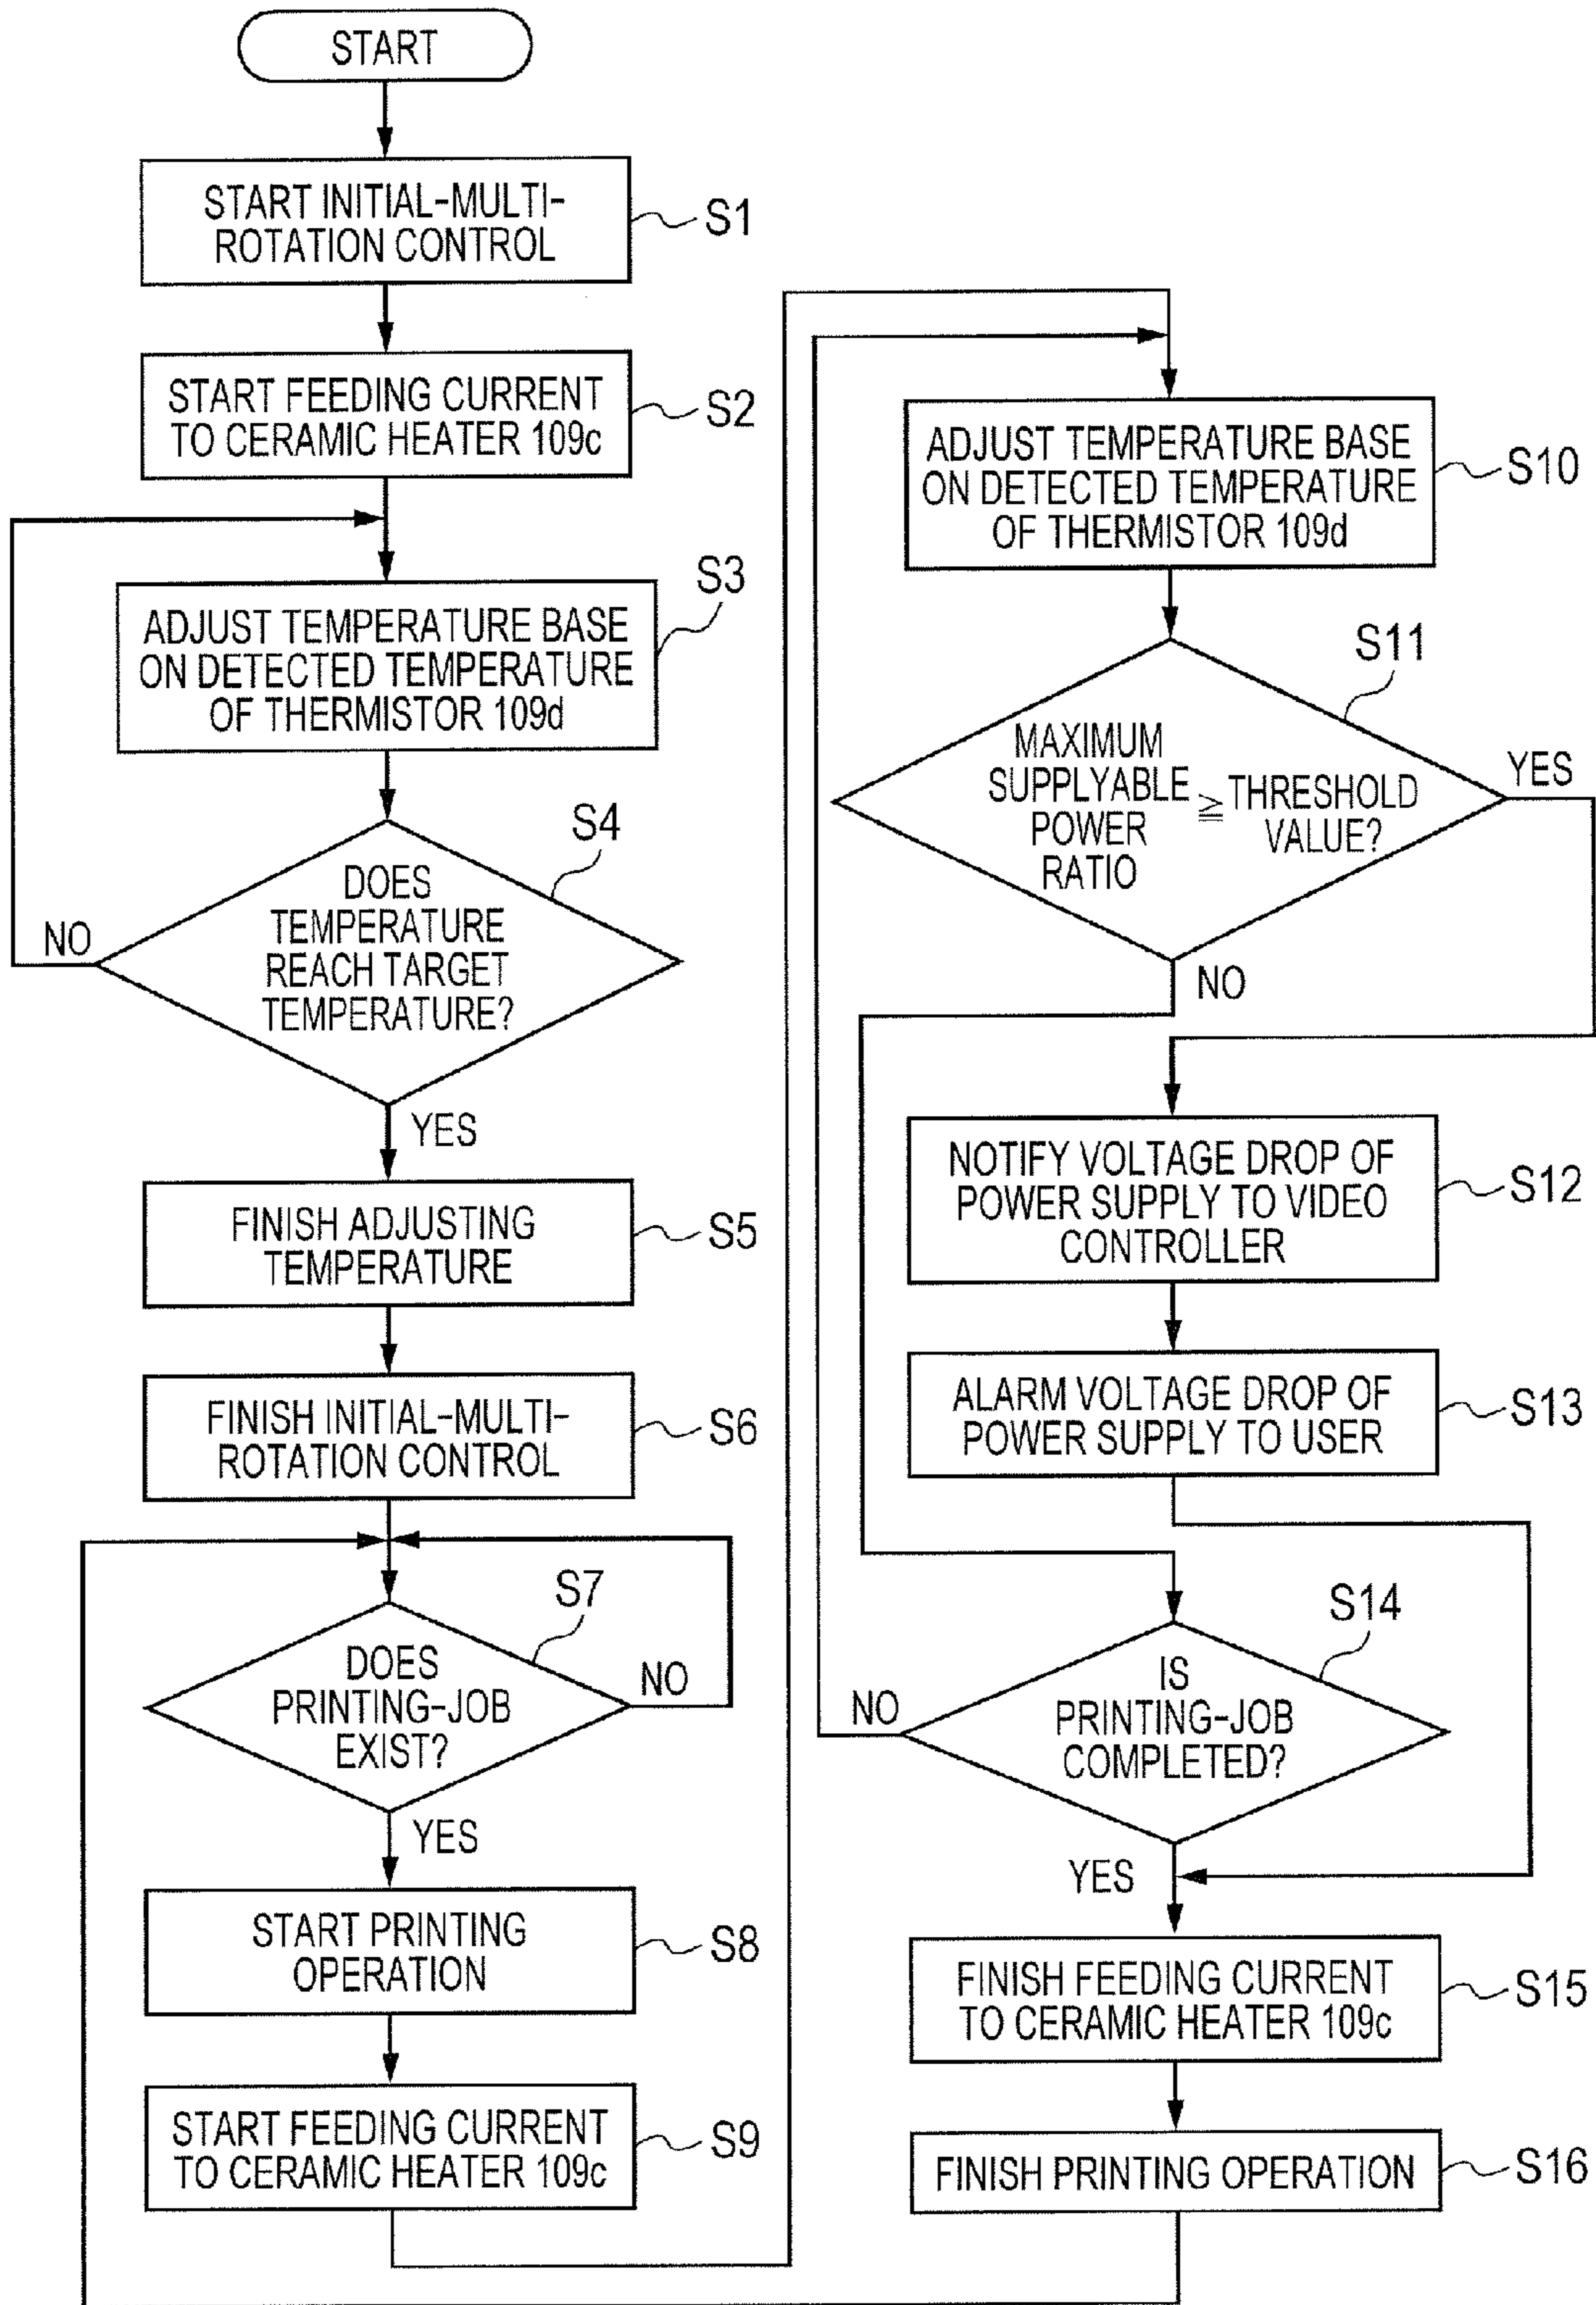 START
START INITIAL-MULTI-
ROTATION CONTROL
S1
START FEEDING CURRENT
TO CERAMIC HEATER 109c
S2
ADJUST TEMPERATURE BASE
ON DETECTED TEMPERATURE
OF THERMISTOR 109d
S3
DOES
TEMPERATURE
REACH TARGET
TEMPERATURE?
S4
NO
YES
FINISH ADJUSTING
TEMPERATURE
S5
FINISH INITIAL-MULTI-
ROTATION CONTROL
S6
DOES
PRINTING-JOB
EXIST?
S7
NO
YES
START PRINTING
OPERATION
S8
START FEEDING CURRENT
TO CERAMIC HEATER 109c
S9
ADJUST TEMPERATURE BASE
ON DETECTED TEMPERATURE
OF THERMISTOR 109d
S10
MAXIMUM
SUPPLYABLE
POWER
RATIO
≧
THRESHOLD
VALUE?
S11
YES
NO
NOTIFY VOLTAGE DROP OF
POWER SUPPLY TO VIDEO
CONTROLLER
S12
ALARM VOLTAGE DROP OF
POWER SUPPLY TO USER
S13
IS
PRINTING-JOB
COMPLETED?
S14
NO
YES
FINISH FEEDING CURRENT
TO CERAMIC HEATER 109c
S15
FINISH PRINTING OPERATION
S16